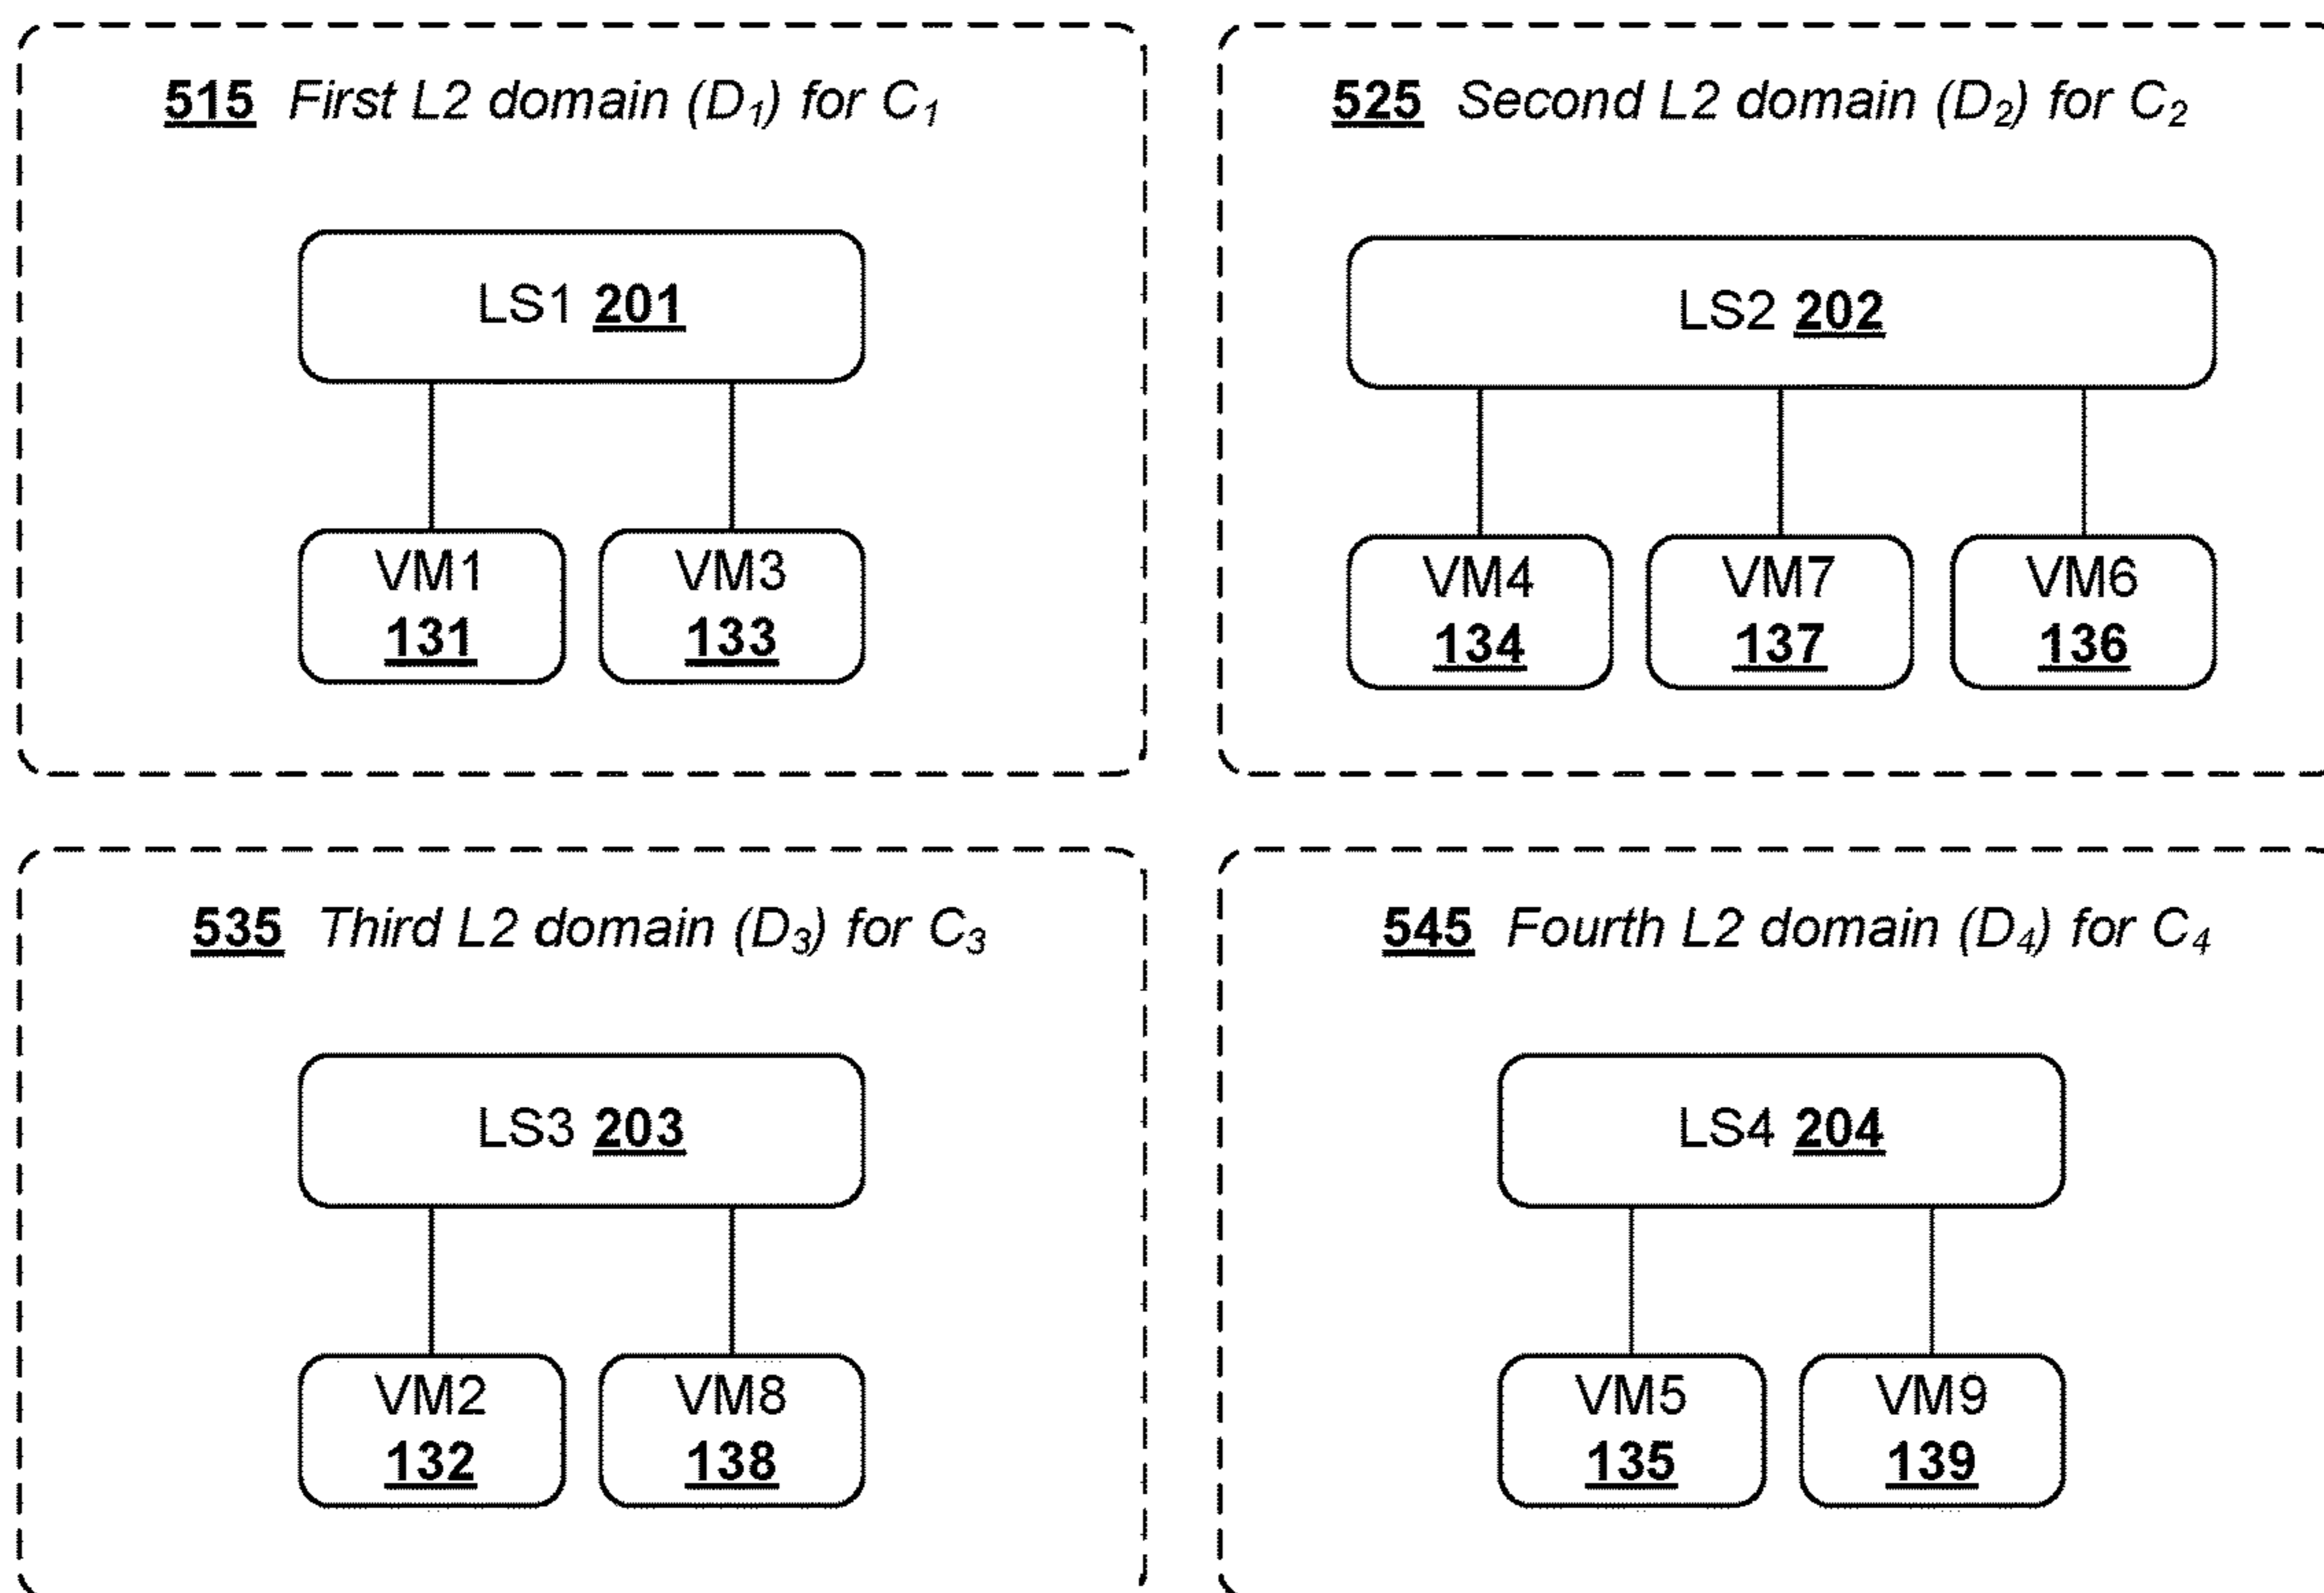 515 First L2 domain (D₁) for C₁
LS1 201
VM1
131
VM3
133
525 Second L2 domain (D₂) for C₂
LS2 202
VM4
134
VM7
137
VM6
136
535 Third L2 domain (D₃) for C₃
LS3 203
VM2
132
VM8
138
545 Fourth L2 domain (D₄) for C₄
LS4 204
VM5
135
VM9
139